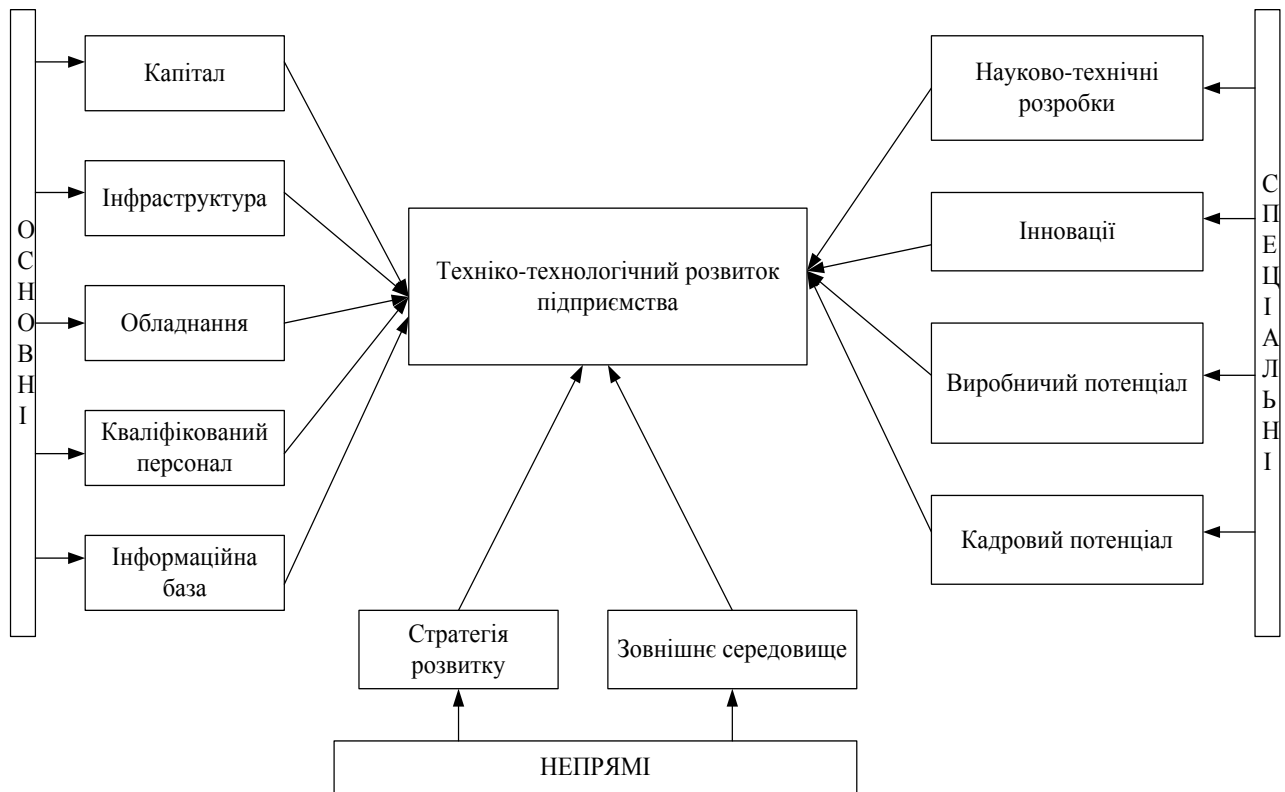 ОСНОВНІ
Капітал
Інфраструктура
Обладнання
Кваліфікований
персонал
Інформаційна
база
Техніко-технологічний розвиток
підприємства
Стратегія
розвитку
Зовнішнє середовище
НЕПРЯМІ
Науково-технічні
розробки
Інновації
Виробничий потенціал
Кадровий потенціал
СПЕЦІАЛЬНІ